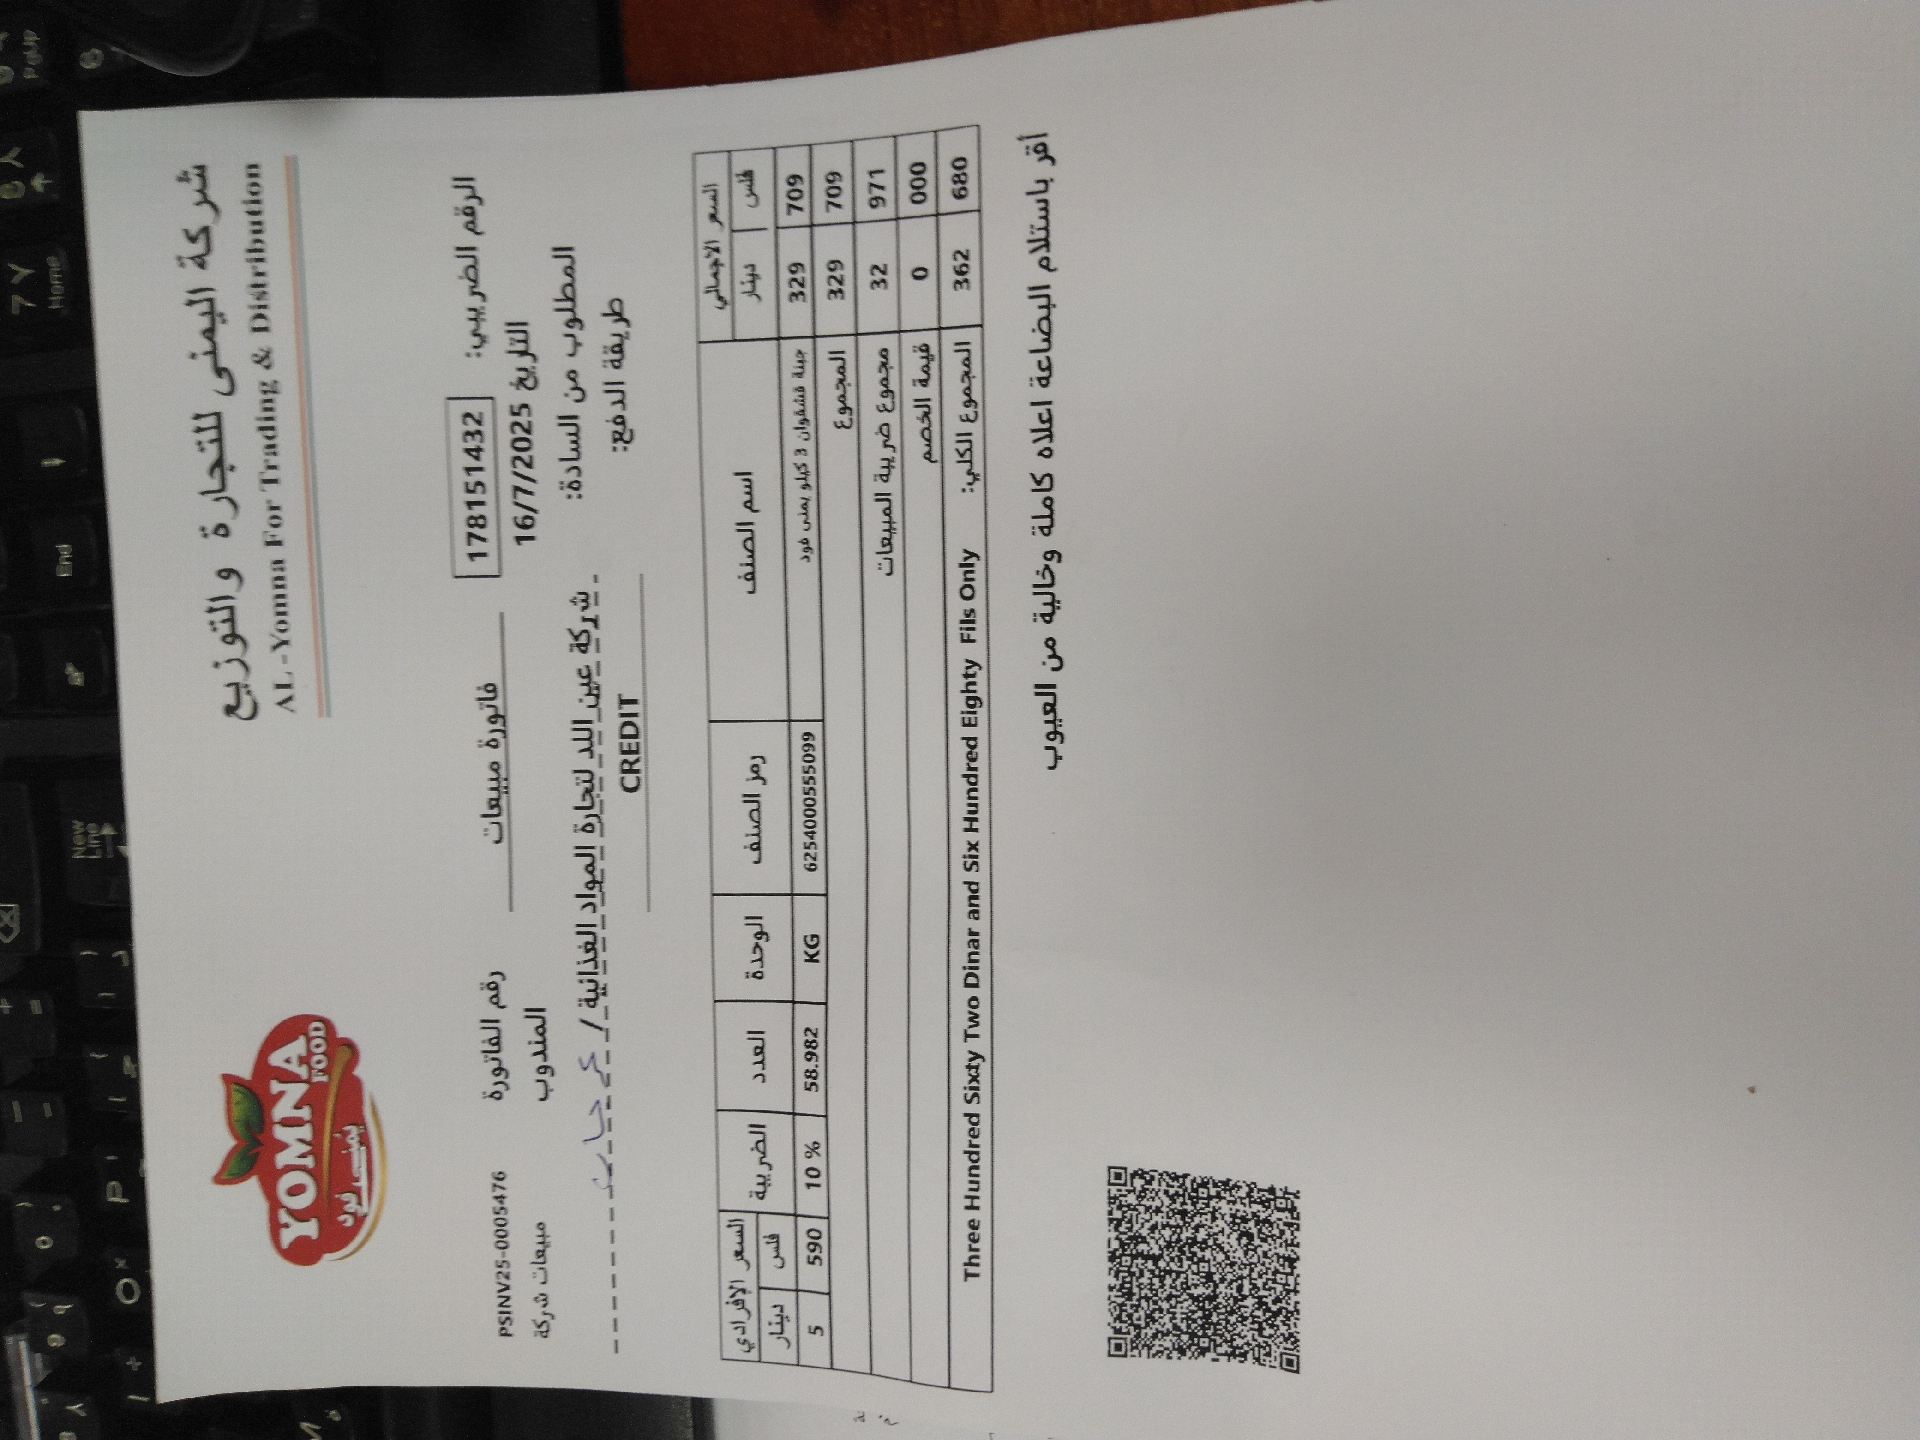 شركة اليمنى للتجارة والتوزيع
AL-Yomna For Trading & Distribution
YOMNA
FOOD
يمنى فود
الرقم الضريبي: 178151432 فاتورة مبيعات رقم الفاتورة PSINV25-0005476
التاريخ 16/7/2025 المندوب مبيعات شركة
المطلوب من السادة: شركة عين اللد لتجارة المواد الغذائية /
طريقة الدفع: CREDIT
السعر الاجمالي اسم الصنف رمز الصنف الوحدة العدد الضريبة السعر الإفرادي
فلس دينار فلس دينار
709 329 جبنة قشقوان 3 كيلو يمنى فود 6254000555099 KG 58.982 10 % 590 5
709 329 المجموع
971 32 مجموع ضريبة المبيعات
000 0 قيمة الخصم
680 362 المجموع الكلي: Three Hundred Sixty Two Dinar and Six Hundred Eighty Fils Only
أقر باستلام البضاعة اعلاه كاملة وخالية من العيوب